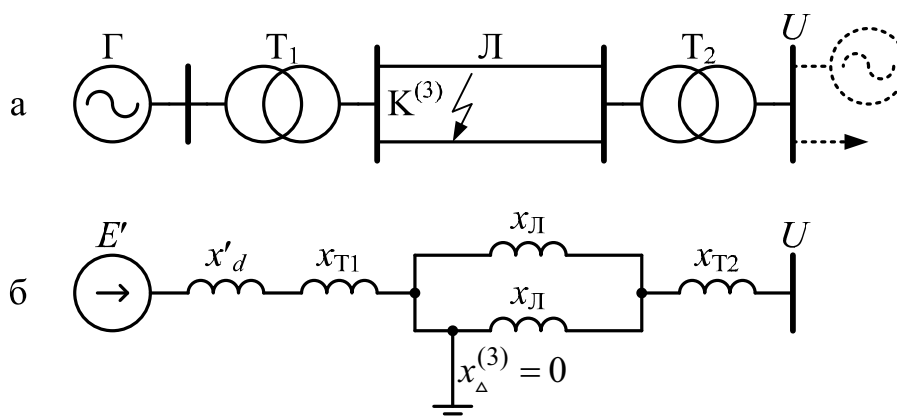 Г Т₁ Л Т₂ U
а K⁽³⁾
E′ x′d xТ1 xЛ xТ2 U
б xЛ
x△⁽³⁾ = 0